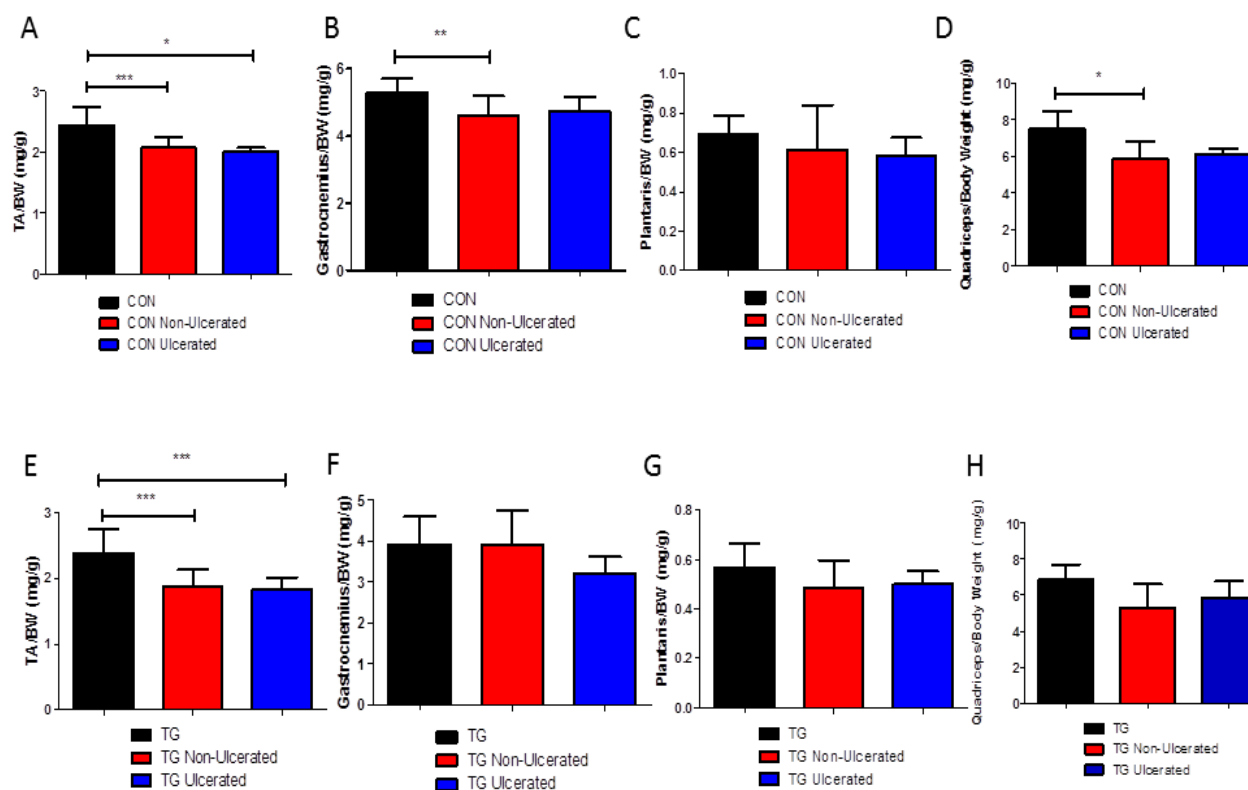 A
TA/BW (mg/g)
3
2
1
0
*
***
CON
CON Non-Ulcerated
CON Ulcerated
B
Gastrocnemius/BW (mg/g)
6
4
2
0
**
CON
CON Non-Ulcerated
CON Ulcerated
C
Plantaris/BW (mg/g)
1.0
0.8
0.6
0.4
0.2
0.0
CON
CON Non-Ulcerated
CON Ulcerated
D
Quadriceps/Body Weight (mg/g)
10
8
6
4
2
0
*
CON
CON Non-Ulcerated
CON Ulcerated
E
TA/BW (mg/g)
3
2
1
0
***
***
TG
TG Non-Ulcerated
TG Ulcerated
F
Gastrocnemius/BW (mg/g)
5
4
3
2
1
0
TG
TG Non-Ulcerated
TG Ulcerated
G
Plantaris/BW (mg/g)
0.8
0.6
0.4
0.2
0.0
TG
TG Non-Ulcerated
TG Ulcerated
H
Quadriceps/Body Weight ( mg/g)
10
8
6
4
2
0
TG
TG Non-Ulcerated
TG Ulcerated